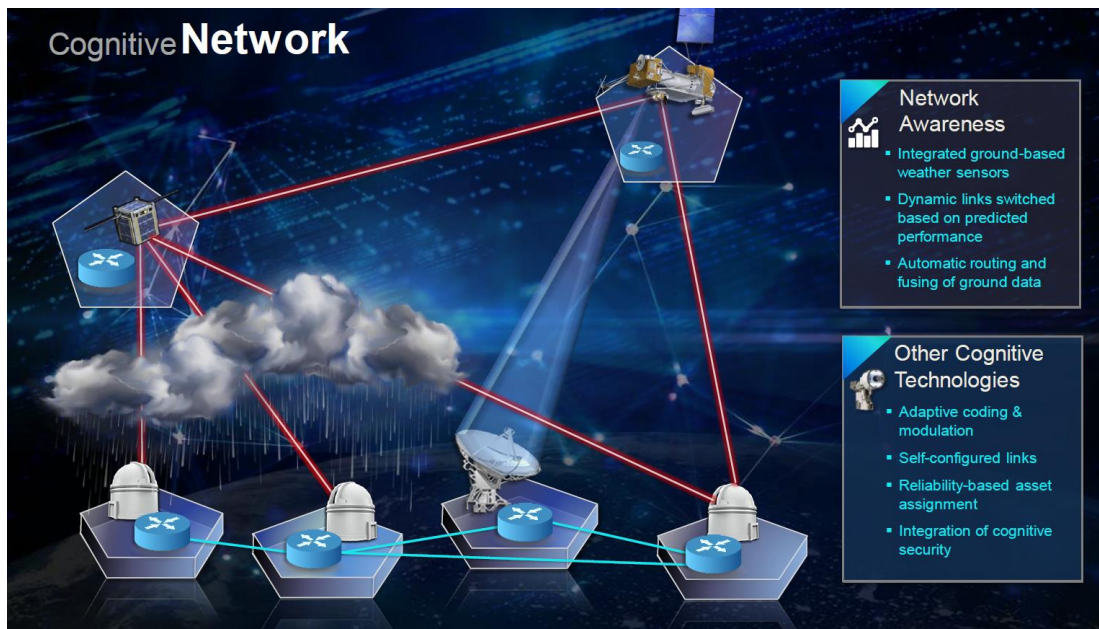 Cognitive Network
Network
Awareness
▪ Integrated ground-based
weather sensors
▪ Dynamic links switched
based on predicted
performance
▪ Automatic routing and
fusing of ground data
Other Cognitive
Technologies
▪ Adaptive coding &
modulation
▪ Self-configured links
▪ Reliability-based asset
assignment
▪ Integration of cognitive
security